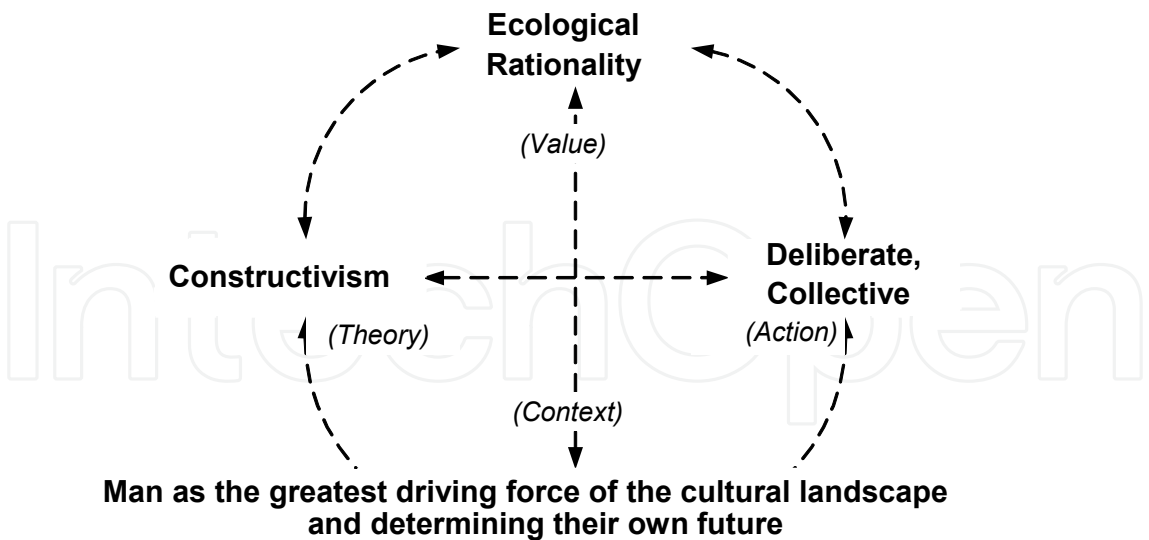 Ecological
Rationality
(Value)
IntechOpen
Constructivism
Deliberate,
Collective
(Theory)
(Action)
(Context)
Man as the greatest driving force of the cultural landscape
and determining their own future